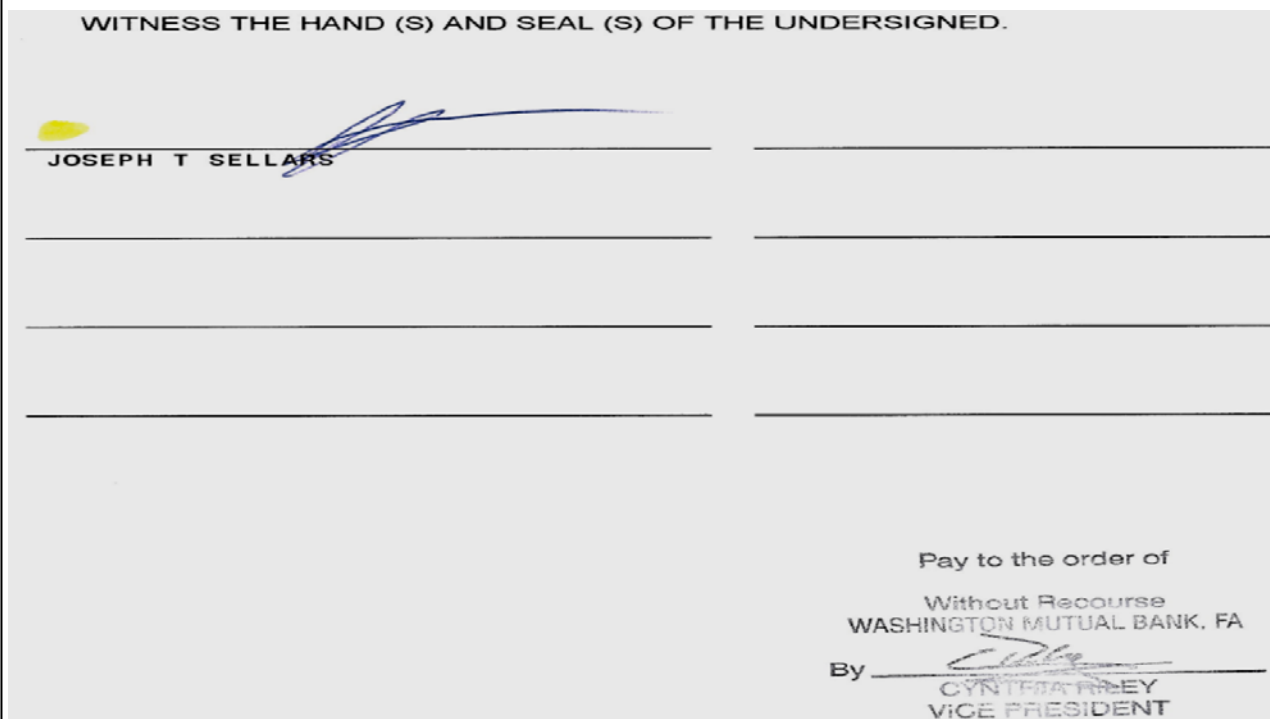 WITNESS THE HAND (S) AND SEAL (S) OF THE UNDERSIGNED.
JOSEPH T SELLARS
Pay to the order of
Without Recourse
WASHINGTON MUTUAL BANK, FA
By
CYNTHIA RILEY
VICE PRESIDENT